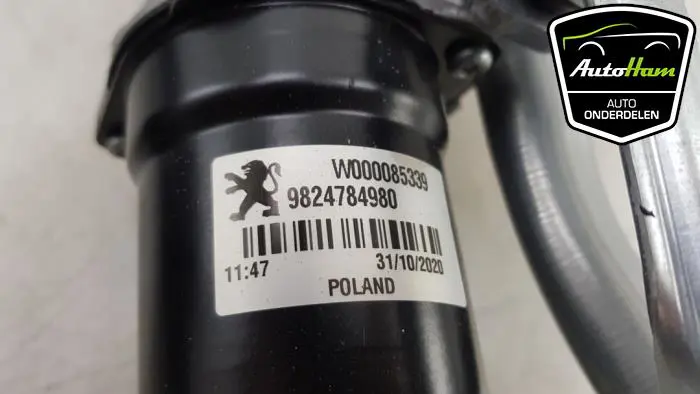 AutoHam
AUTO
ONDERDELEN
W000085339
9824784980
11:47 31/10/2020
POLAND